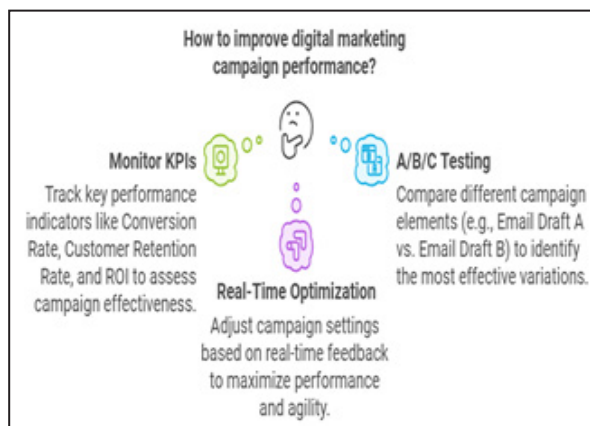 How to improve digital marketing
campaign performance?
Monitor KPIs
Track key performance
indicators like Conversion
Rate, Customer Retention
Rate, and ROI to assess
campaign effectiveness.
A/B/C Testing
Compare different campaign
elements (e.g., Email Draft A
vs. Email Draft B) to identify
the most effective variations.
Real-Time Optimization
Adjust campaign settings
based on real-time feedback
to maximize performance
and agility.